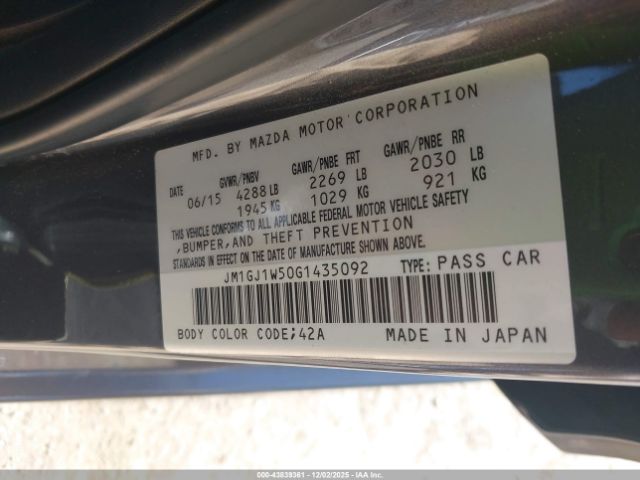 MFD. BY MAZDA MOTOR CORPORATION
DATE GVWR/PNBV GAWR/PNBE FRT GAWR/PNBE RR
06/15 4288 LB 2269 LB 2030 LB
1945 KG 1029 KG 921 KG
THIS VEHICLE CONFORMS TO ALL APPLICABLE FEDERAL MOTOR VEHICLE SAFETY
,BUMPER,AND THEFT PREVENTION
STANDARDS IN EFFECT ON THE DATE OF MANUFACTURE SHOWN ABOVE.
JM1GJ1W50G1435092 TYPE: PASS CAR
BODY COLOR CODE;42A MADE IN JAPAN
000-43839361 - 12/02/2025 - IAAI, Inc.